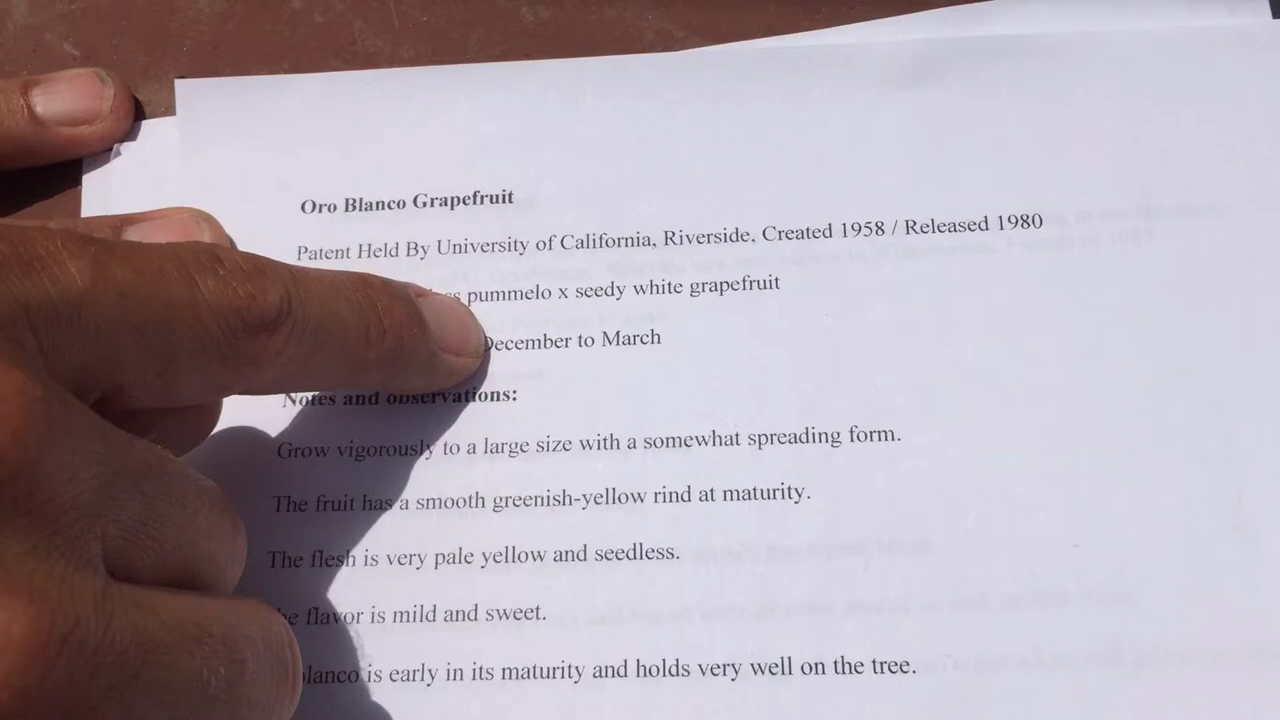 Oro Blanco Grapefruit
Patent Held By University of California, Riverside. Created 1958 / Released 1980
pummelo x seedy white grapefruit
December to March
Notes and observations:
Grow vigorously to a large size with a somewhat spreading form.
The fruit has a smooth greenish-yellow rind at maturity.
The flesh is very pale yellow and seedless.
flavor is mild and sweet.
is early in its maturity and holds very well on the tree.